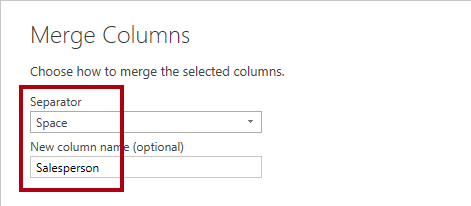 Merge Columns
Choose how to merge the selected columns.
Separator
Space
New column name (optional)
Salesperson